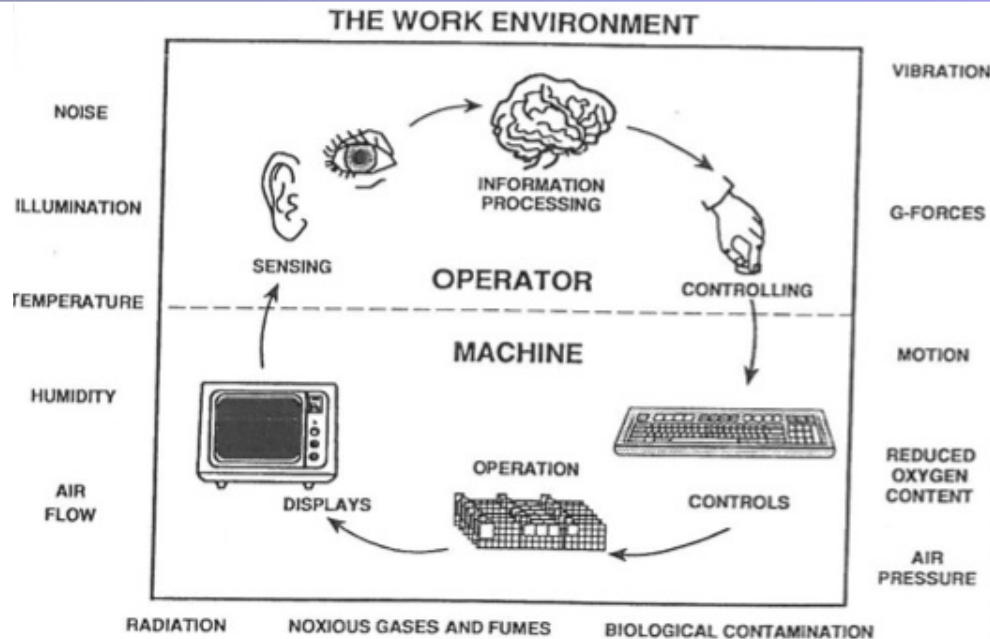 THE WORK ENVIRONMENT
NOISE
ILLUMINATION
TEMPERATURE
HUMIDITY
AIR
FLOW
SENSING
INFORMATION
PROCESSING
CONTROLLING
OPERATOR
MACHINE
DISPLAYS
OPERATION
CONTROLS
VIBRATION
G-FORCES
MOTION
REDUCED
OXYGEN
CONTENT
AIR
PRESSURE
RADIATION
NOXIOUS GASES AND FUMES
BIOLOGICAL CONTAMINATION